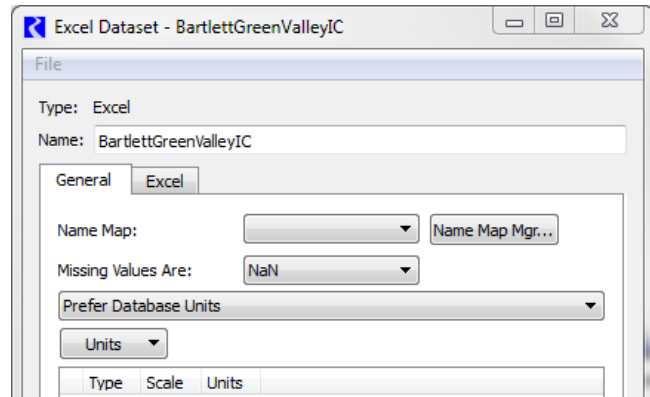 Excel Dataset - BartlettGreenValleyIC
File
Type: Excel
Name: BartlettGreenValleyIC
General Excel
Name Map: Name Map Mgr...
Missing Values Are: NaN
Prefer Database Units
Units
Type Scale Units